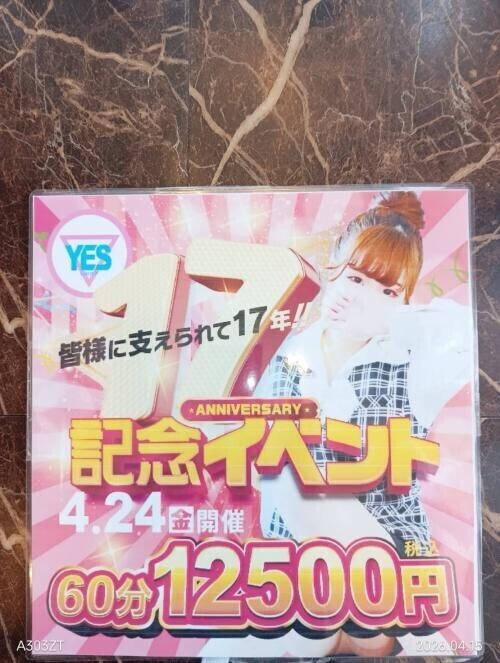 YES
17
皆様に支えられて17年!!
ANNIVERSARY
記念イベント
4.24金開催
60分12500円
税込
A303ZT
2026.04.15